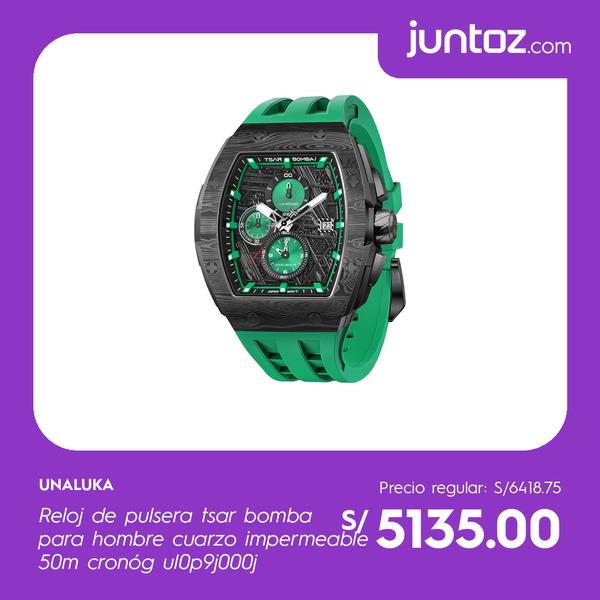 juntoz.com
TSAR BOMBA
UNALUKA
Precio regular: S/6418.75
Reloj de pulsera tsar bomba
para hombre cuarzo impermeable
50m cronóg ul0p9j000j
S/ 5135.00